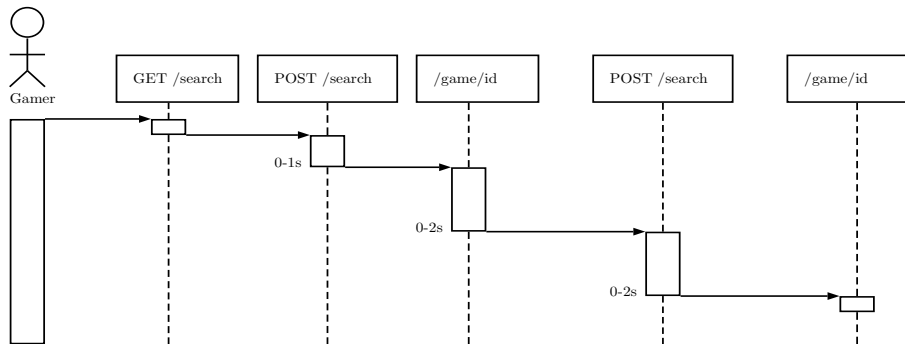 Gamer
GET /search
POST /search
/game/id
POST /search
/game/id
0-1s
0-2s
0-2s